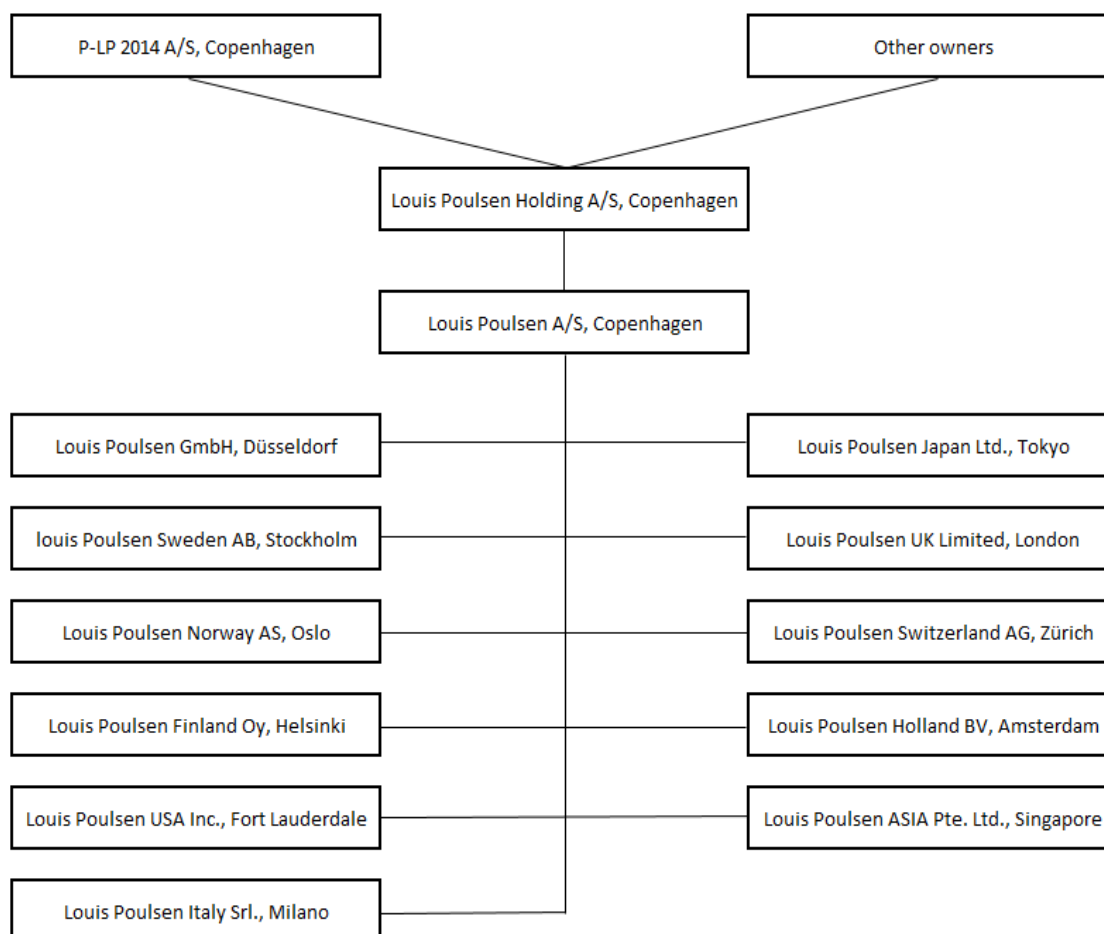 P-LP 2014 A/S, Copenhagen
Other owners
Louis Poulsen Holding A/S, Copenhagen
Louis Poulsen A/S, Copenhagen
Louis Poulsen GmbH, Düsseldorf
Louis Poulsen Japan Ltd., Tokyo
louis Poulsen Sweden AB, Stockholm
Louis Poulsen UK Limited, London
Louis Poulsen Norway AS, Oslo
Louis Poulsen Switzerland AG, Zürich
Louis Poulsen Finland Oy, Helsinki
Louis Poulsen Holland BV, Amsterdam
Louis Poulsen USA Inc., Fort Lauderdale
Louis Poulsen ASIA Pte. Ltd., Singapore
Louis Poulsen Italy Srl., Milano